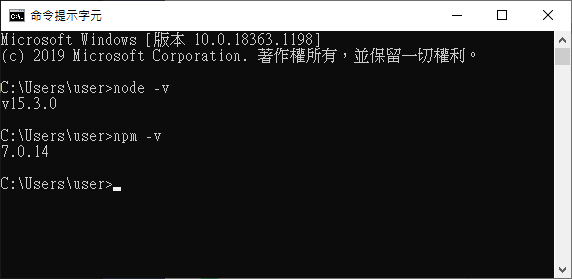 命令提示字元
Microsoft Windows [版本 10.0.18363.1198]
(c) 2019 Microsoft Corporation. 著作權所有，並保留一切權利。
C:\Users\user>node -v
v15.3.0
C:\Users\user>npm -v
7.0.14
C:\Users\user>